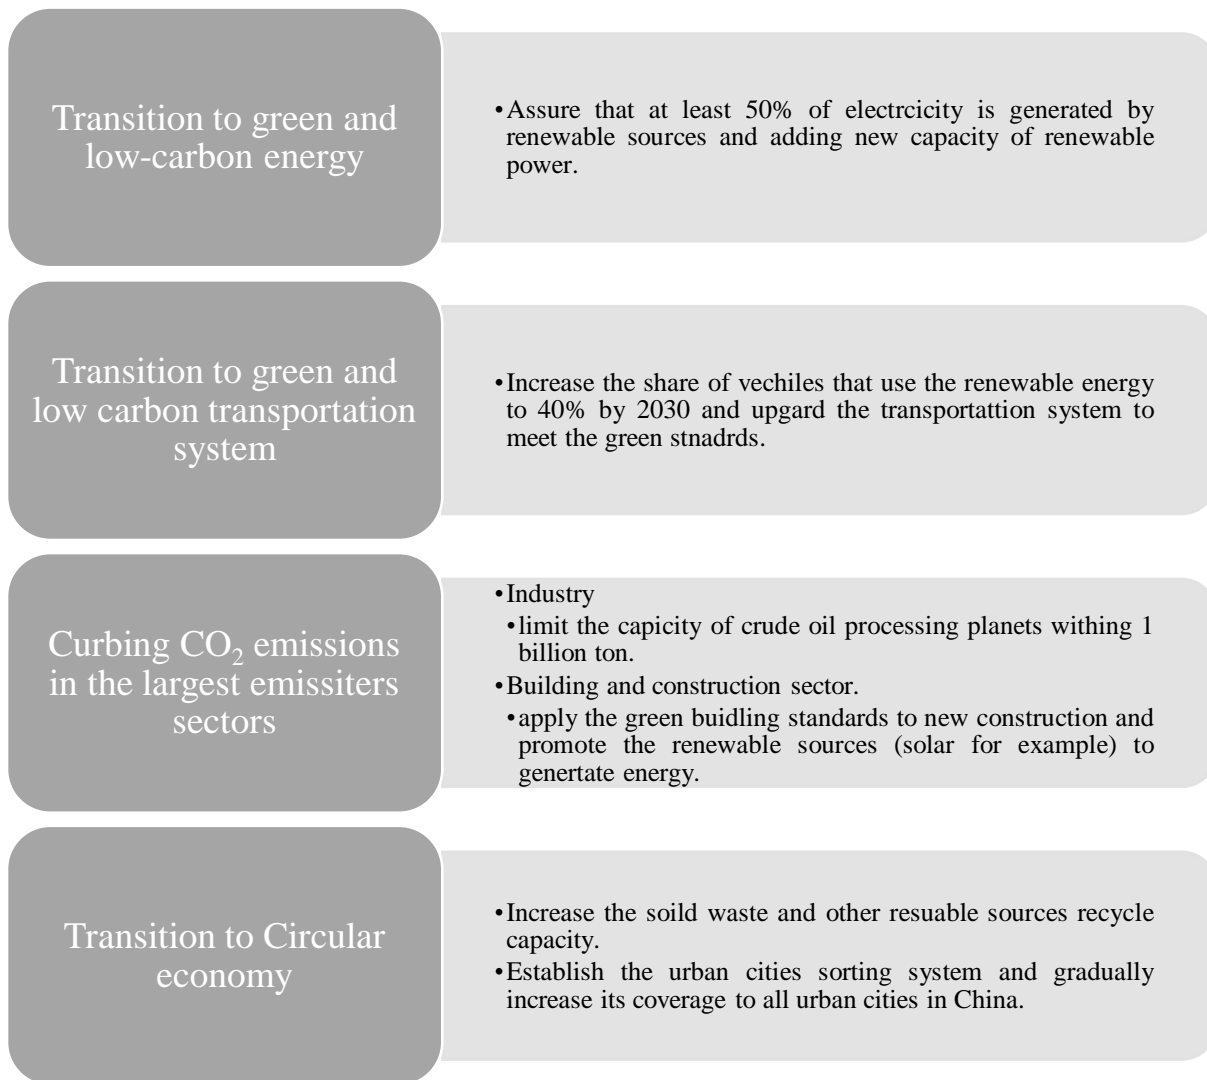 Transition to green and
low-carbon energy
•Assure that at least 50% of electrcicity is generated by
renewable sources and adding new capacity of renewable
power.
Transition to green and
low carbon transportation
system
•Increase the share of vechiles that use the renewable energy
to 40% by 2030 and upgard the transportattion system to
meet the green stnadrds.
Curbing CO₂ emissions
in the largest emissiters
sectors
•Industry
•limit the capicity of crude oil processing planets withing 1
billion ton.
•Building and construction sector.
•apply the green buidling standards to new construction and
promote the renewable sources (solar for example) to
genertate energy.
Transition to Circular
economy
•Increase the soild waste and other resuable sources recycle
capacity.
•Establish the urban cities sorting system and gradually
increase its coverage to all urban cities in China.